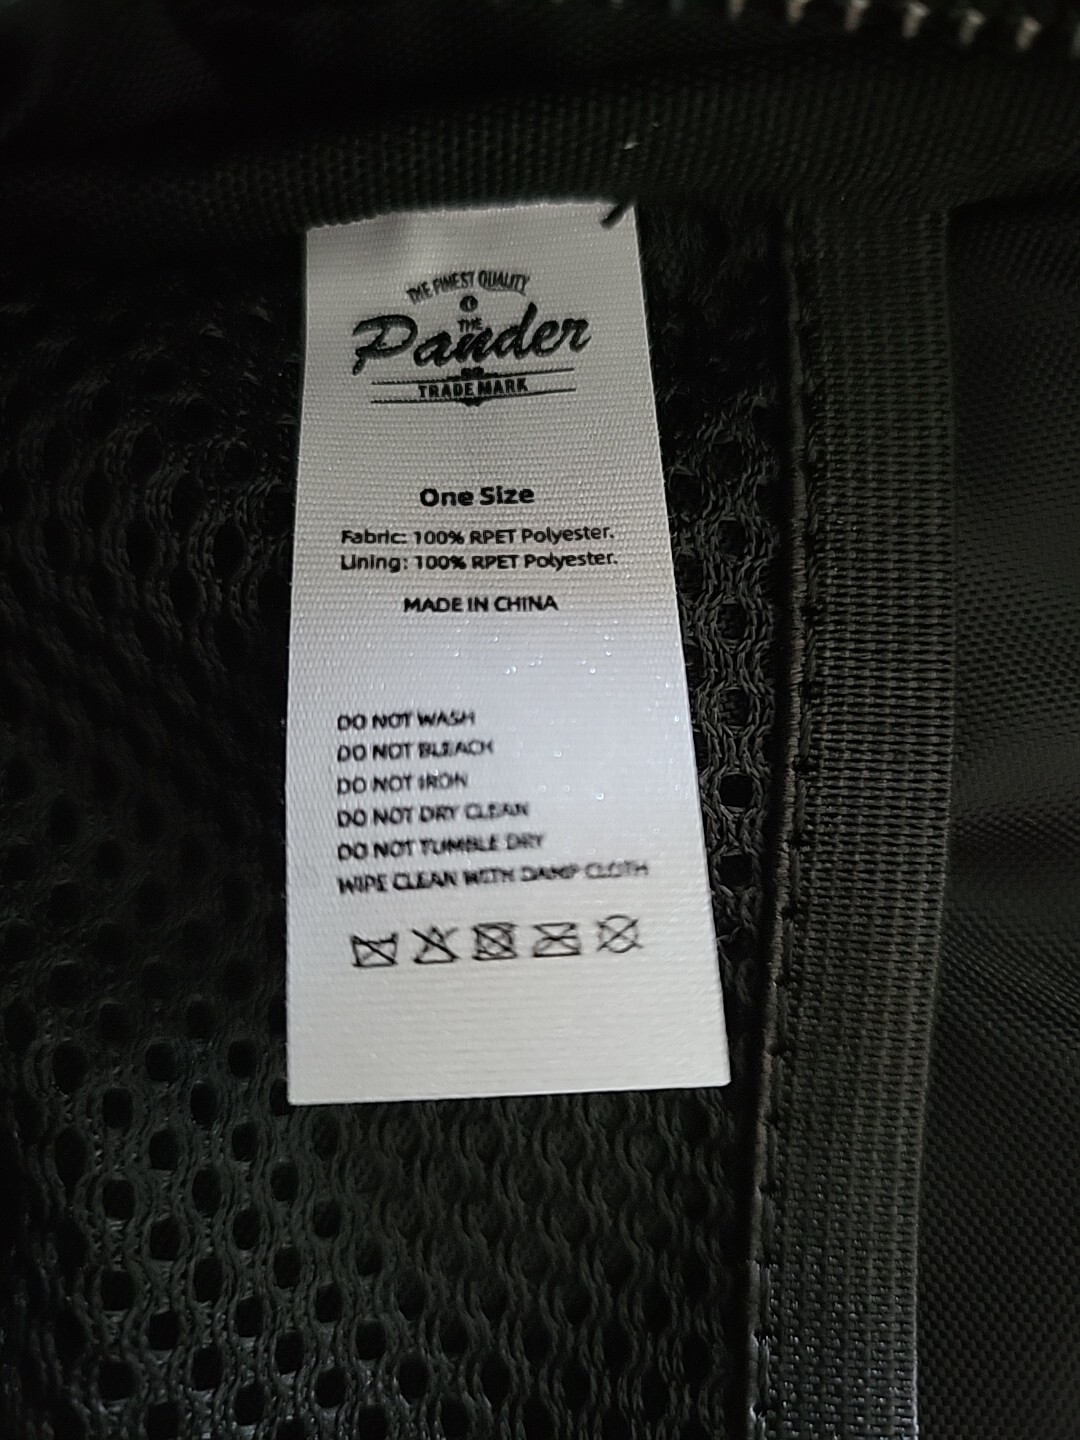 THE FINEST QUALITY
THE
Pander
TRADE MARK
One Size
Fabric: 100% RPET Polyester.
Lining: 100% RPET Polyester.
MADE IN CHINA
DO NOT WASH
DO NOT BLEACH
DO NOT IRON
DO NOT DRY CLEAN
DO NOT TUMBLE DRY
WIPE CLEAN WITH DAMP CLOTH